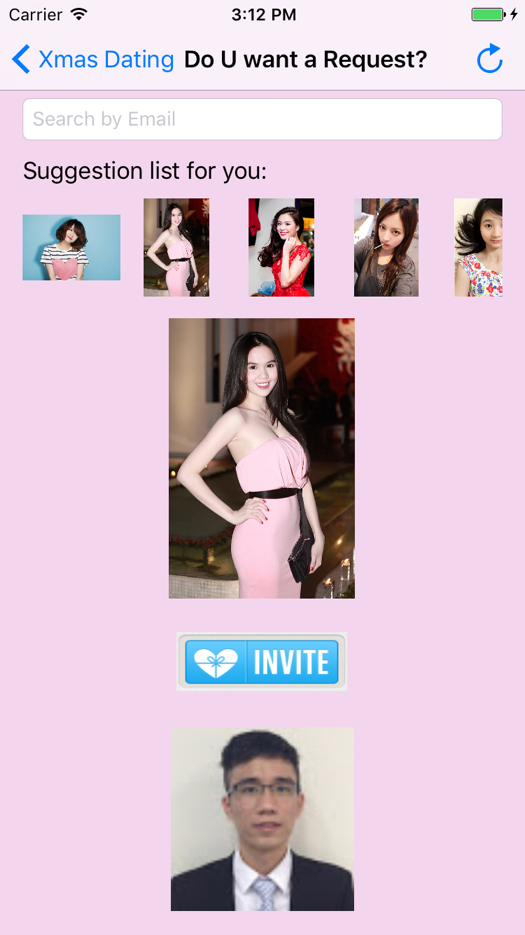 Carrier 3:12 PM
Xmas Dating Do U want a Request?
Search by Email
Suggestion list for you:
INVITE